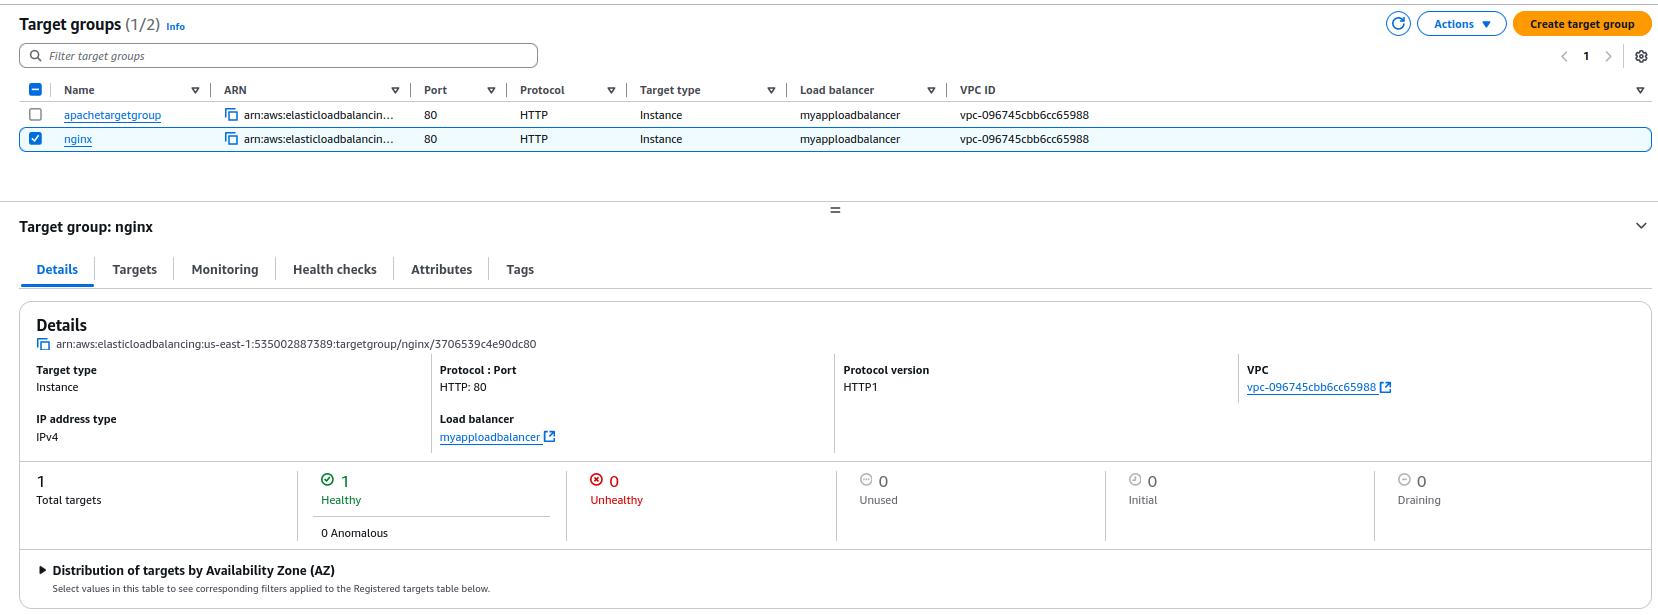 Target groups (1/2) Info
Actions
Create target group
Filter target groups
1
Name ARN Port Protocol Target type Load balancer VPC ID
apachetargetgroup arn:aws:elasticloadbalancin... 80 HTTP Instance myapploadbalancer vpc-096745cbb6cc65988
nginx arn:aws:elasticloadbalancin... 80 HTTP Instance myapploadbalancer vpc-096745cbb6cc65988
Target group: nginx
Details Targets Monitoring Health checks Attributes Tags
Details
arn:aws:elasticloadbalancing:us-east-1:535002887389:targetgroup/nginx/3706539c4e90dc80
Target type Protocol : Port Protocol version VPC
Instance HTTP: 80 HTTP1 vpc-096745cbb6cc65988
IP address type Load balancer
IPv4 myapploadbalancer
1 1 0 0 0 0
Total targets Healthy Unhealthy Unused Initial Draining
0 Anomalous
Distribution of targets by Availability Zone (AZ)
Select values in this table to see corresponding filters applied to the Registered targets table below.